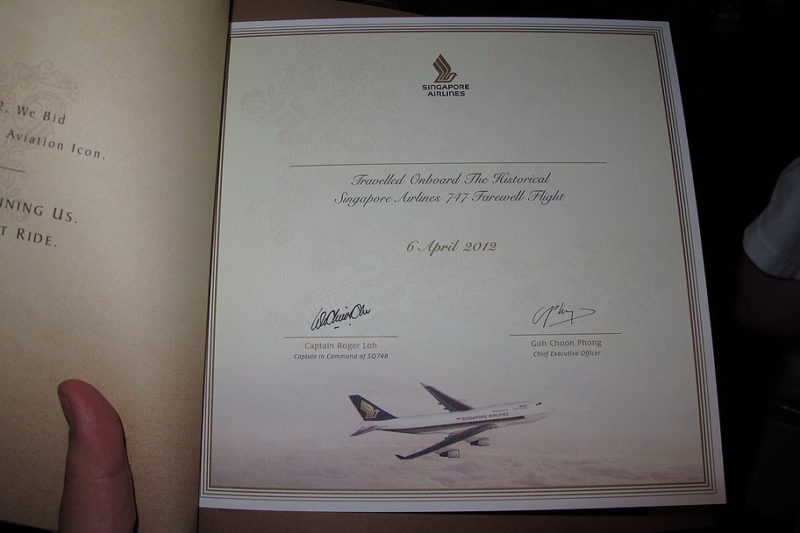 2, We Bid
Aviation Icon.
NING US.
T RIDE.
SINGAPORE
AIRLINES
Travelled Onboard The Historical
Singapore Airlines 747 Farewell Flight
6 April 2012
Captain Roger Loh
Captain in Command of SQ748
Goh Choon Phong
Chief Executive Officer
SINGAPORE AIRLINES